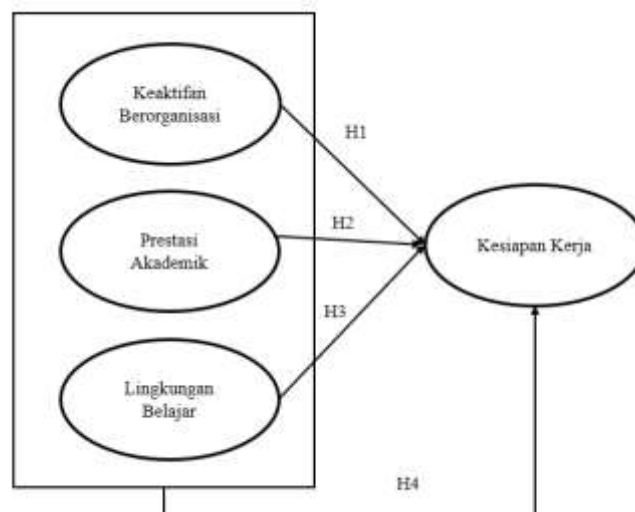 Keaktifan
Berorganisasi
H1
Prestasi
Akademik
H2
Kesiapan Kerja
H3
Lingkungan
Belajar
H4